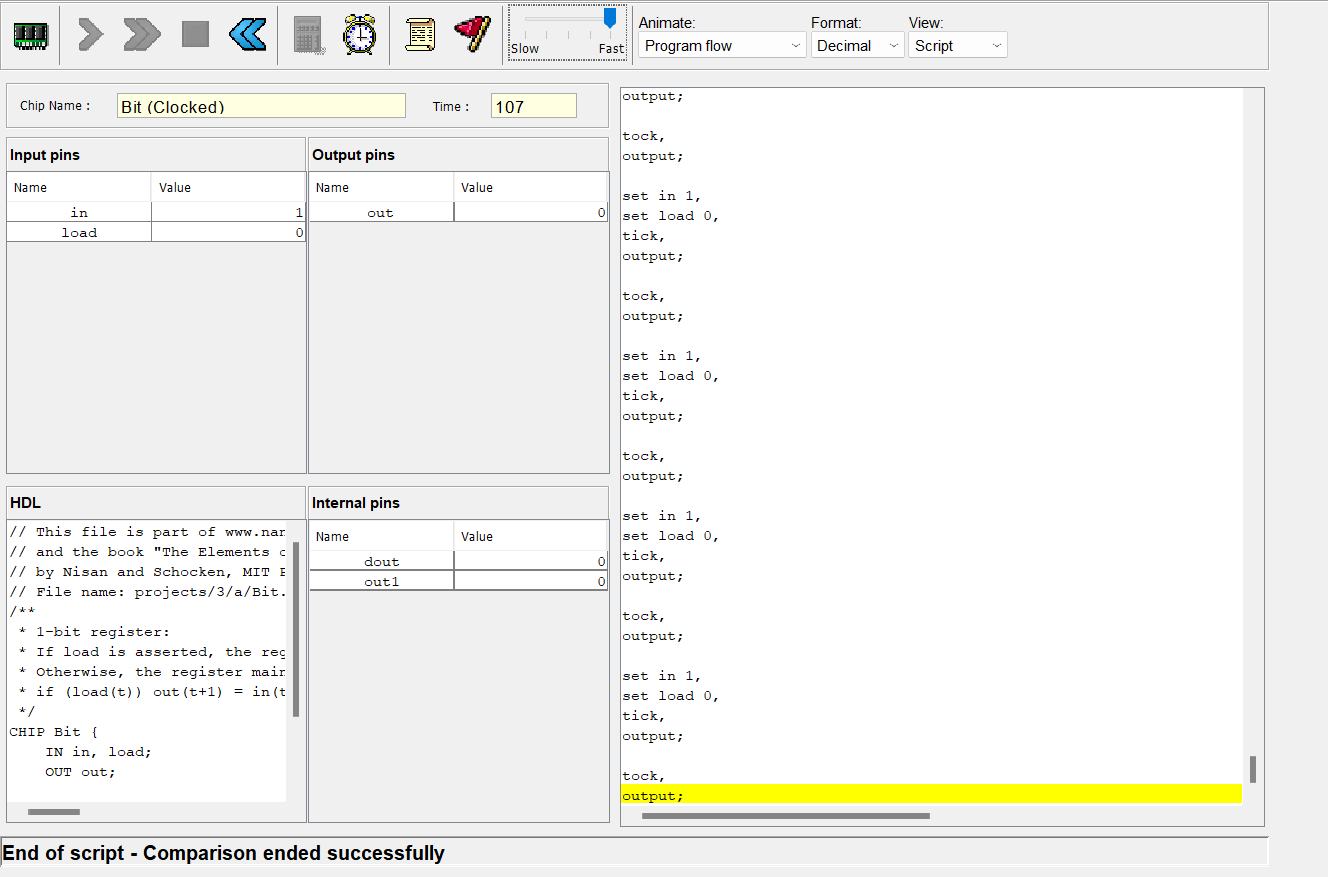 Slow
Fast
Animate:
Program flow
Format:
Decimal
View:
Script
Chip Name :
Bit (Clocked)
Time :
107
Input pins
Name Value
in 1
load 0
Output pins
Name Value
out 0
HDL
// This file is part of www.nan
// and the book "The Elements o
// by Nisan and Schocken, MIT P
// File name: projects/3/a/Bit.
/**
 * 1-bit register:
 * If load is asserted, the reg
 * Otherwise, the register main
 * if (load(t)) out(t+1) = in(t
 */
CHIP Bit {
    IN in, load;
    OUT out;
Internal pins
Name Value
dout 0
out1 0
output;
tock,
output;
set in 1,
set load 0,
tick,
output;
tock,
output;
set in 1,
set load 0,
tick,
output;
tock,
output;
set in 1,
set load 0,
tick,
output;
tock,
output;
set in 1,
set load 0,
tick,
output;
tock,
output;
End of script - Comparison ended successfully